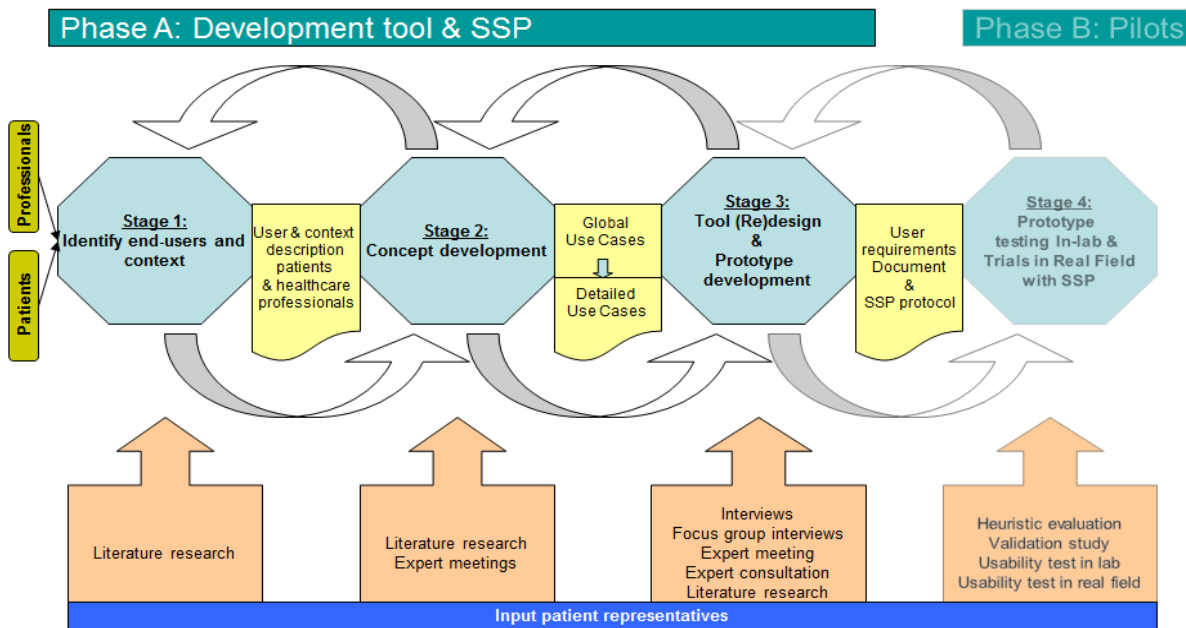 Phase A: Development tool & SSP
Phase B: Pilots
Professionals
Patients
Stage 1:
Identify end-users and
context
User & context
description
patients
& healthcare
professionals
Stage 2:
Concept development
Global
Use Cases
Detailed
Use Cases
Stage 3:
Tool (Re)design
&
Prototype
development
User
requirements
Document
&
SSP protocol
Stage 4:
Prototype
testing In-lab &
Trials in Real Field
with SSP
Literature research
Literature research
Expert meetings
Interviews
Focus group interviews
Expert meeting
Expert consultation
Literature research
Heuristic evaluation
Validation study
Usability test in lab
Usability test in real field
Input patient representatives